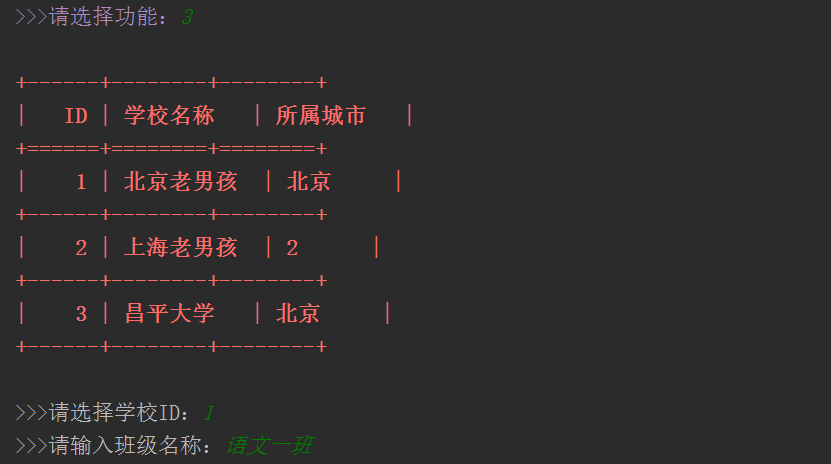 >>>请选择功能：3
+------+--------+--------+
|   ID | 学校名称   | 所属城市   |
+======+========+========+
|    1 | 北京老男孩  | 北京     |
+------+--------+--------+
|    2 | 上海老男孩  | 2      |
+------+--------+--------+
|    3 | 昌平大学   | 北京     |
+------+--------+--------+
>>>请选择学校ID：1
>>>请输入班级名称：语文一班